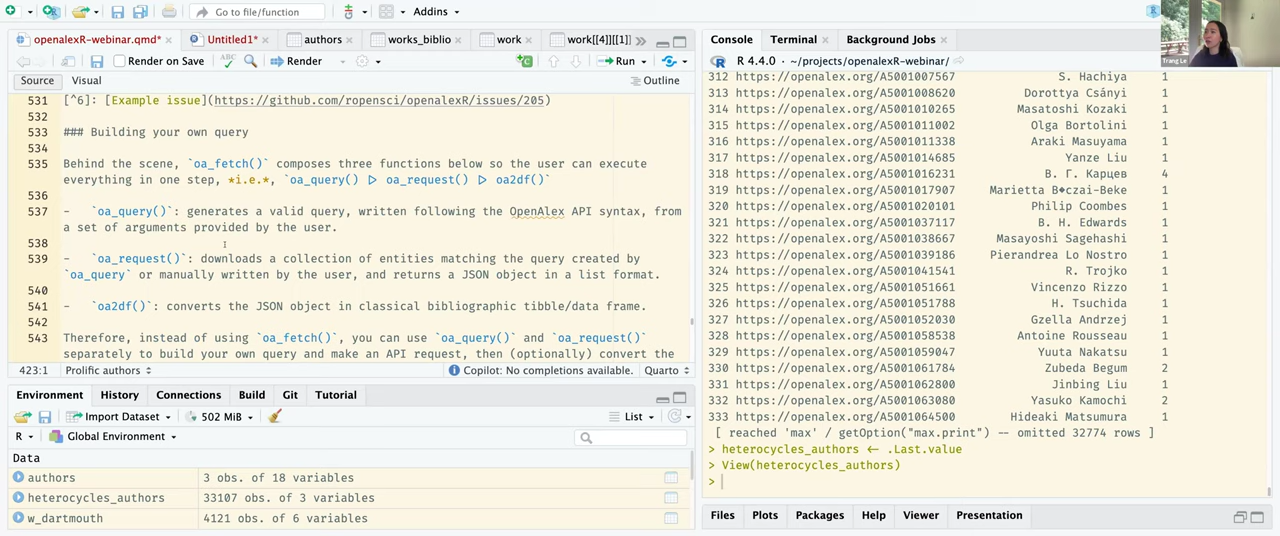 Go to file/function
Addins
openalexR-webinar.qmd*
Untitled1*
authors
works_biblio
work
work[[4]][[1]]
Render on Save
ABC
Render
Run
Source
Visual
Outline
531 [^6]: [Example issue](https://github.com/ropensci/openalexR/issues/205)
532
533 ### Building your own query
534
535 Behind the scene, `oa_fetch()` composes three functions below so the user can execute
everything in one step, *i.e.*, `oa_query() |> oa_request() |> oa2df()`
536
537 -   `oa_query()`: generates a valid query, written following the OpenAlex API syntax, from
a set of arguments provided by the user.
538
539 -   `oa_request()`: downloads a collection of entities matching the query created by
`oa_query` or manually written by the user, and returns a JSON object in a list format.
540
541 -   `oa2df()`: converts the JSON object in classical bibliographic tibble/data frame.
542
543 Therefore, instead of using `oa_fetch()`, you can use `oa_query()` and `oa_request()`
separately to build your own query and make an API request, then (optionally) convert the
423:1 Prolific authors
Copilot: No completions available.
Quarto
Environment
History
Connections
Build
Git
Tutorial
Import Dataset
502 MiB
List
R
Global Environment
Data
authors 3 obs. of 18 variables
heterocycles_authors 33107 obs. of 3 variables
w_dartmouth 4121 obs. of 6 variables
Console
Terminal
Background Jobs
R 4.4.0 · ~/projects/openalexR-webinar/
312 https://openalex.org/A5001007567 S. Hachiya 1
313 https://openalex.org/A5001008620 Dorottya Csányi 1
314 https://openalex.org/A5001010265 Masatoshi Kozaki 1
315 https://openalex.org/A5001011002 Olga Bortolini 1
316 https://openalex.org/A5001011338 Araki Masuyama 1
317 https://openalex.org/A5001014685 Yanze Liu 1
318 https://openalex.org/A5001016231 В. Г. Карцев 4
319 https://openalex.org/A5001017907 Marietta B�czai-Beke 1
320 https://openalex.org/A5001020101 Philip Coombes 1
321 https://openalex.org/A5001037117 B. H. Edwards 1
322 https://openalex.org/A5001038667 Masayoshi Sagehashi 1
323 https://openalex.org/A5001039186 Pierandrea Lo Nostro 1
324 https://openalex.org/A5001041541 R. Trojko 1
325 https://openalex.org/A5001051661 Vincenzo Rizzo 1
326 https://openalex.org/A5001051788 H. Tsuchida 1
327 https://openalex.org/A5001052030 Gzella Andrzej 1
328 https://openalex.org/A5001058538 Antoine Rousseau 1
329 https://openalex.org/A5001059047 Yuuta Nakatsu 1
330 https://openalex.org/A5001061784 Zubeda Begum 2
331 https://openalex.org/A5001062800 Jinbing Liu 1
332 https://openalex.org/A5001063080 Yasuko Kamochi 2
333 https://openalex.org/A5001064500 Hideaki Matsumura 1
[ reached 'max' / getOption("max.print") -- omitted 32774 rows ]
> heterocycles_authors <- .Last.value
> View(heterocycles_authors)
>
Files
Plots
Packages
Help
Viewer
Presentation
Trang Le